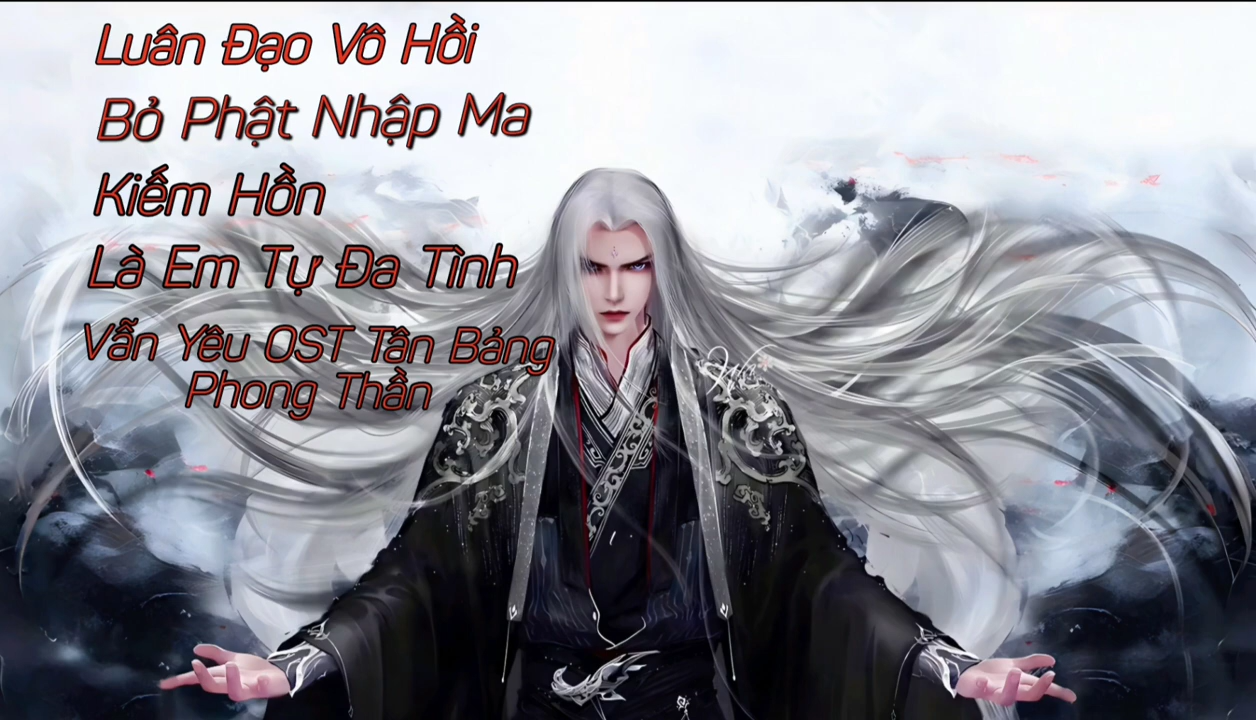 Luân Đạo Vô Hồi
Bỏ Phật Nhập Ma
Kiếm Hồn
Là Em Tự Đa Tình
Vẫn Yêu OST Tân Bảng
Phong Thần